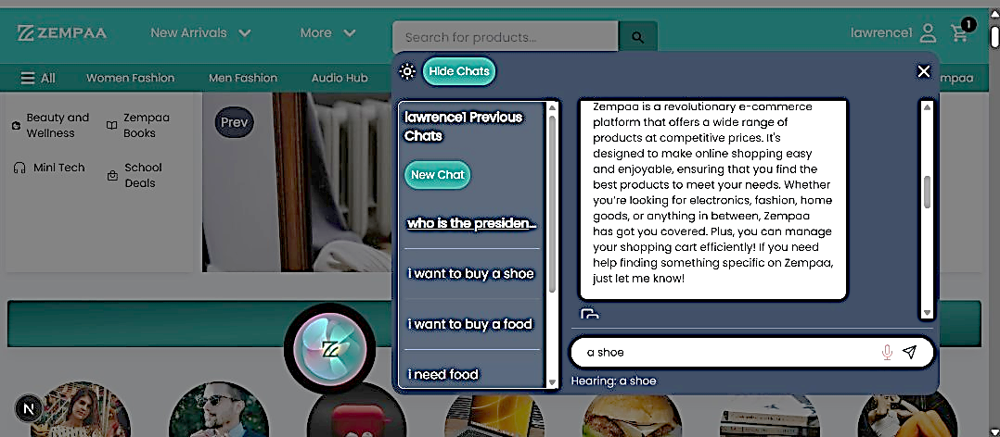 ZEMPAA
New Arrivals
More
Search for products...
lawrence1
1
All
Women Fashion
Men Fashion
Audio Hub
mpaa
Beauty and
Wellness
Zempaa
Books
Mini Tech
School
Deals
Prev
Hide Chats
lawrence1 Previous
Chats
New Chat
who is the presiden...
i want to buy a shoe
i want to buy a food
i need food
Zempaa is a revolutionary e-commerce
platform that offers a wide range of
products at competitive prices. It's
designed to make online shopping easy
and enjoyable, ensuring that you find the
best products to meet your needs. Whether
you're looking for electronics, fashion, home
goods, or anything in between, Zempaa
has got you covered. Plus, you can manage
your shopping cart efficiently! If you need
help finding something specific on Zempaa,
just let me know!
a shoe
Hearing: a shoe
N